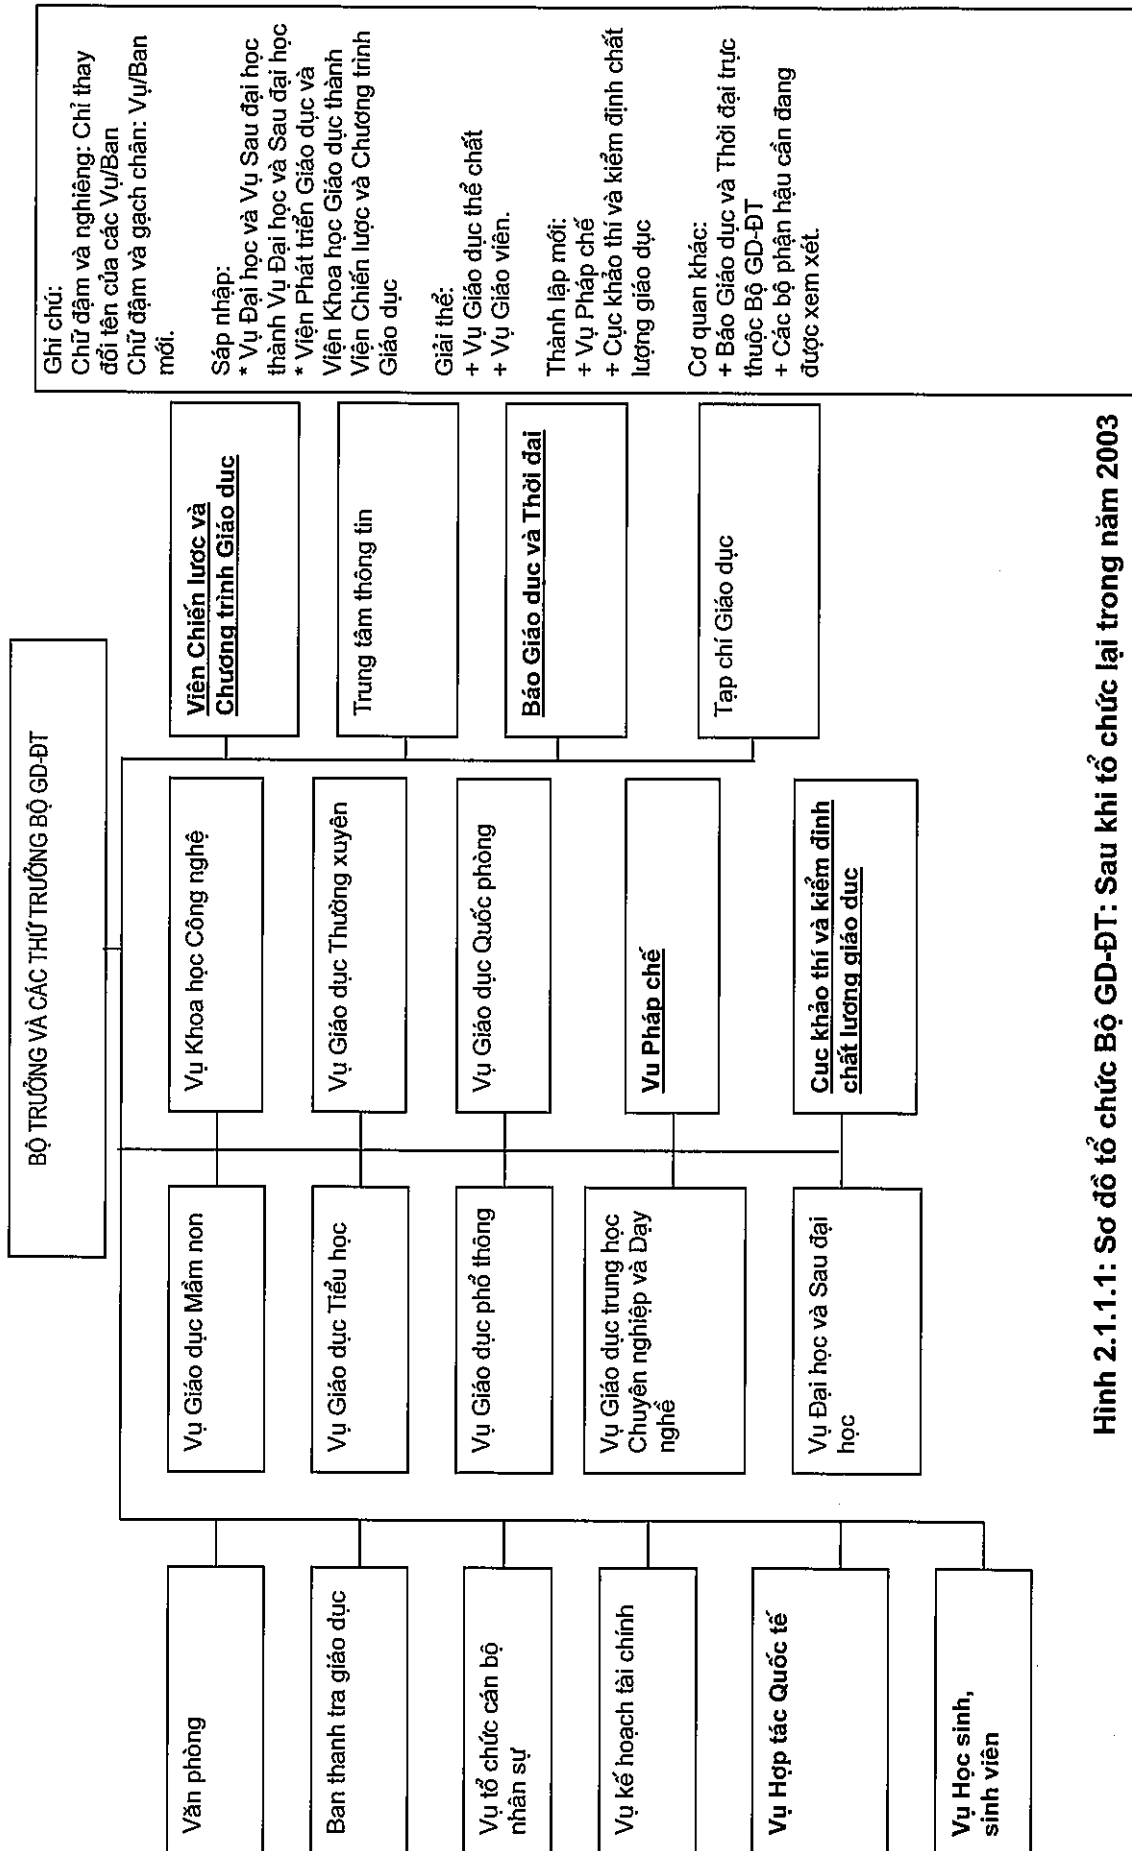 BỘ TRƯỞNG VÀ CÁC THỨ TRƯỞNG BỘ GD-ĐT
Văn phòng
Ban thanh tra giáo dục
Vụ tổ chức cán bộ
nhân sự
Vụ kế hoạch tài chính
Vụ Hợp tác Quốc tế
Vụ Học sinh,
sinh viên
Vụ Giáo dục Mầm non
Vụ Giáo dục Tiểu học
Vụ Giáo dục phổ thông
Vụ Giáo dục trung học
Chuyên nghiệp và Dạy
nghề
Vụ Đại học và Sau đại
học
Vụ Khoa học Công nghệ
Vụ Giáo dục Thường xuyên
Vụ Giáo dục Quốc phòng
Vụ Pháp chế
Cục khảo thí và kiểm định
chất lượng giáo dục
Viện Chiến lược và
Chương trình Giáo dục
Trung tâm thông tin
Báo Giáo dục và Thời đại
Tạp chí Giáo dục
Ghi chú:
Chữ đậm và nghiêng: Chỉ thay
đổi tên của các Vụ/Ban
Chữ đậm và gạch chân: Vụ/Ban
mới.
Sáp nhập:
* Vụ Đại học và Vụ Sau đại học
thành Vụ Đại học và Sau đại học
* Viện Phát triển Giáo dục và
Viện Khoa học Giáo dục thành
Viện Chiến lược và Chương trình
Giáo dục
Giải thể:
+ Vụ Giáo dục thể chất
+ Vụ Giáo viên.
Thành lập mới:
+ Vụ Pháp chế
+ Cục khảo thí và kiểm định chất
lượng giáo dục
Cơ quan khác:
+ Báo Giáo dục và Thời đại trực
thuộc Bộ GD-ĐT
+ Các bộ phận hậu cần đang
được xem xét.
Hình 2.1.1.1: Sơ đồ tổ chức Bộ GD-ĐT: Sau khi tổ chức lại trong năm 2003